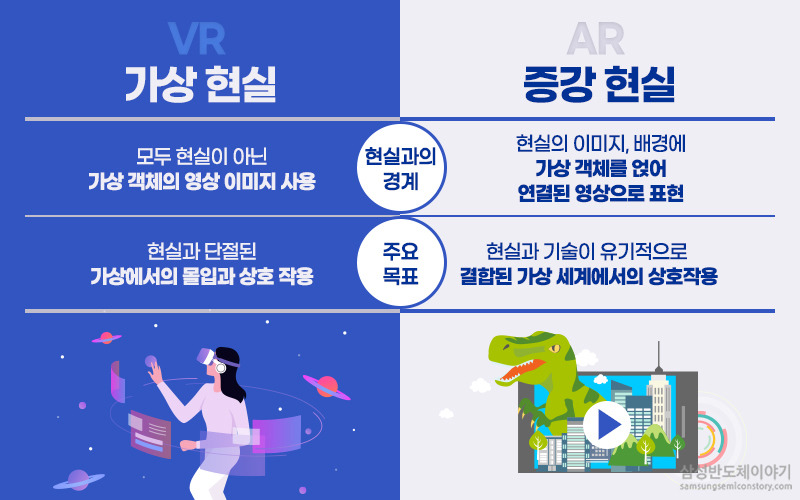 VR
가상 현실
AR
증강 현실
모두 현실이 아닌
가상 객체의 영상 이미지 사용
현실과의
경계
현실의 이미지, 배경에
가상 객체를 얹어
연결된 영상으로 표현
현실과 단절된
가상에서의 몰입과 상호 작용
주요
목표
현실과 기술이 유기적으로
결합된 가상 세계에서의 상호작용
삼성반도체이야기
samsungsemiconstory.com